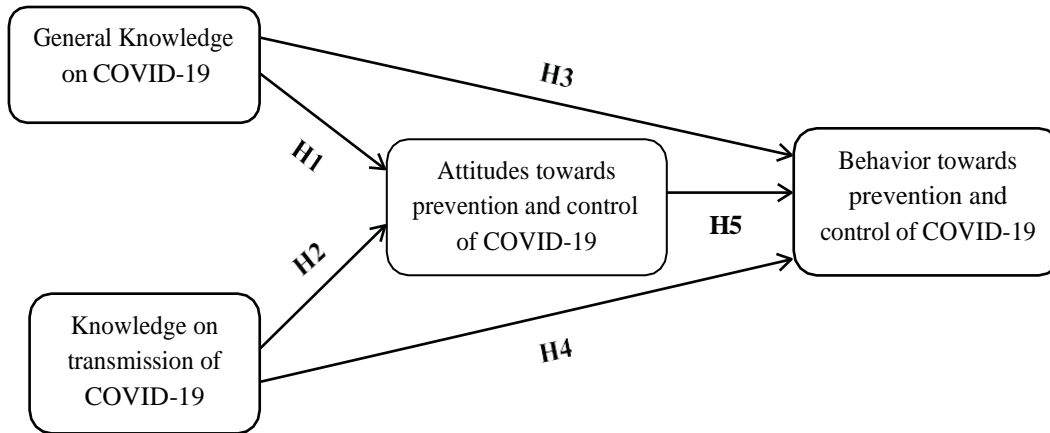 General Knowledge
on COVID-19
H3
H1
Attitudes towards
prevention and control
of COVID-19
Behavior towards
prevention and
control of COVID-19
H5
H2
Knowledge on
transmission of
COVID-19
H4